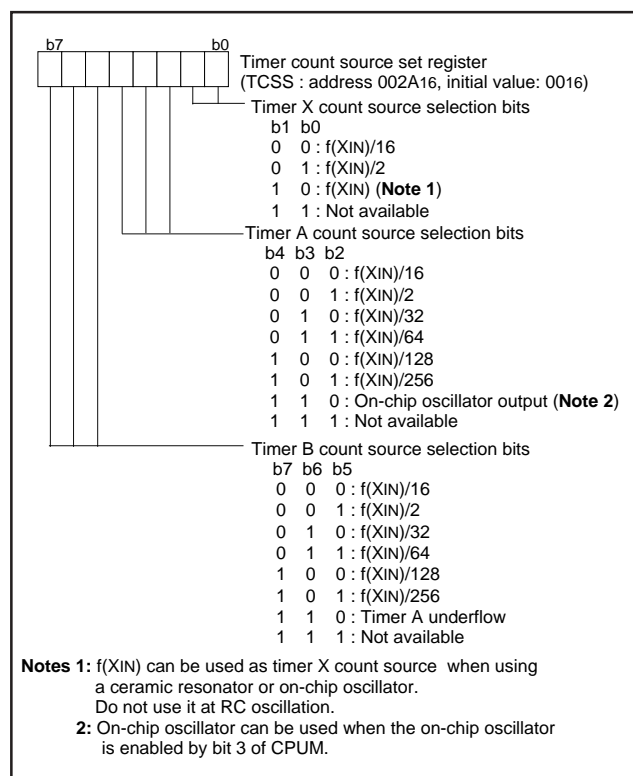 b7 b0
Timer count source set register
(TCSS : address 002A16, initial value: 0016)
Timer X count source selection bits
b1 b0
0 0 : f(XIN)/16
0 1 : f(XIN)/2
1 0 : f(XIN) (Note 1)
1 1 : Not available
Timer A count source selection bits
b4 b3 b2
0 0 0 : f(XIN)/16
0 0 1 : f(XIN)/2
0 1 0 : f(XIN)/32
0 1 1 : f(XIN)/64
1 0 0 : f(XIN)/128
1 0 1 : f(XIN)/256
1 1 0 : On-chip oscillator output (Note 2)
1 1 1 : Not available
Timer B count source selection bits
b7 b6 b5
0 0 0 : f(XIN)/16
0 0 1 : f(XIN)/2
0 1 0 : f(XIN)/32
0 1 1 : f(XIN)/64
1 0 0 : f(XIN)/128
1 0 1 : f(XIN)/256
1 1 0 : Timer A underflow
1 1 1 : Not available
Notes 1: f(XIN) can be used as timer X count source when using
a ceramic resonator or on-chip oscillator.
Do not use it at RC oscillation.
2: On-chip oscillator can be used when the on-chip oscillator
is enabled by bit 3 of CPUM.